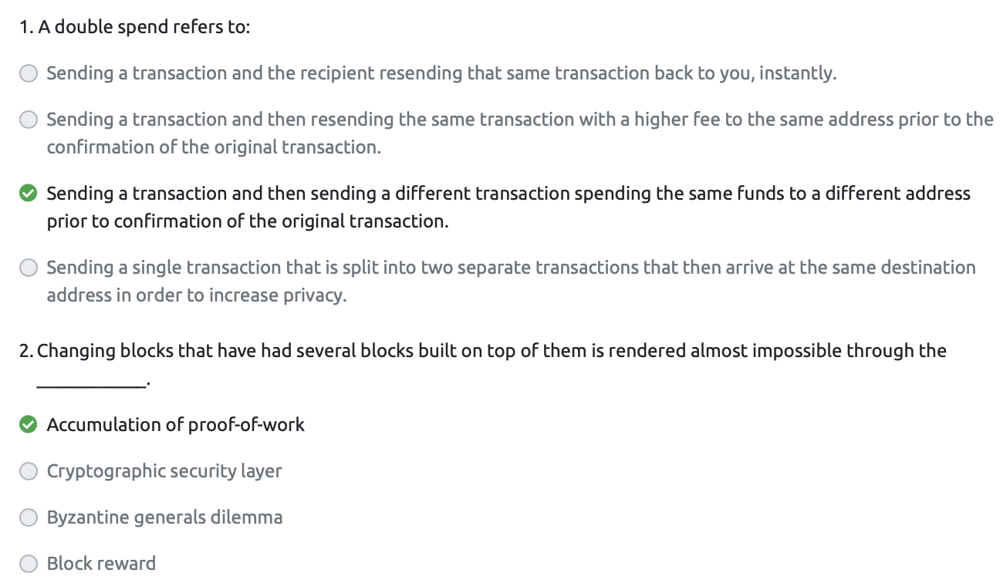 1. A double spend refers to:
Sending a transaction and the recipient resending that same transaction back to you, instantly.
Sending a transaction and then resending the same transaction with a higher fee to the same address prior to the
confirmation of the original transaction.
Sending a transaction and then sending a different transaction spending the same funds to a different address
prior to confirmation of the original transaction.
Sending a single transaction that is split into two separate transactions that then arrive at the same destination
address in order to increase privacy.
2. Changing blocks that have had several blocks built on top of them is rendered almost impossible through the
____________.
Accumulation of proof-of-work
Cryptographic security layer
Byzantine generals dilemma
Block reward